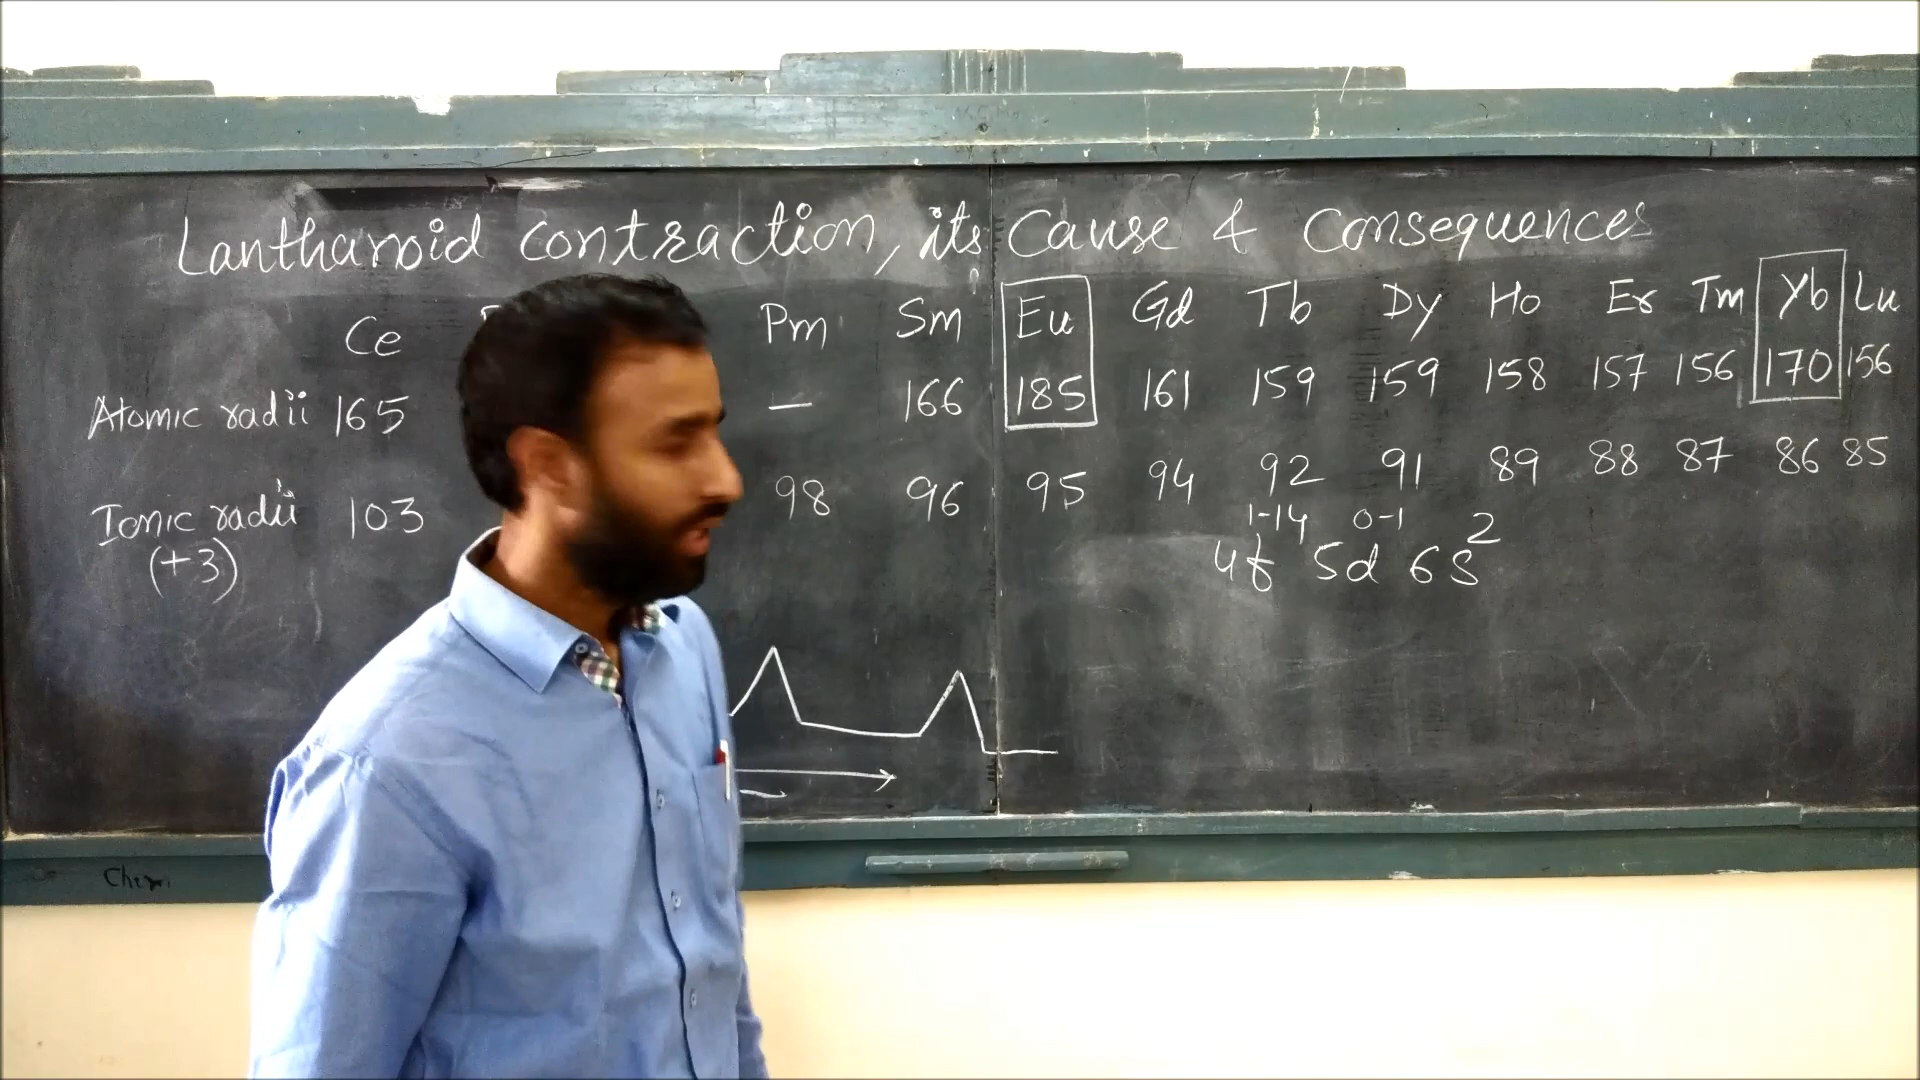 Lanthanoid contraction, its Cause & Consequences
Ce Pm Sm Eu Gd Tb Dy Ho Er Tm Yb Lu
Atomic radii 165 — 166 185 161 159 159 158 157 156 170 156
Ionic radii 103 98 96 95 94 92 91 89 88 87 86 85
(+3)
4f 1-14 5d 0-1 6s 2